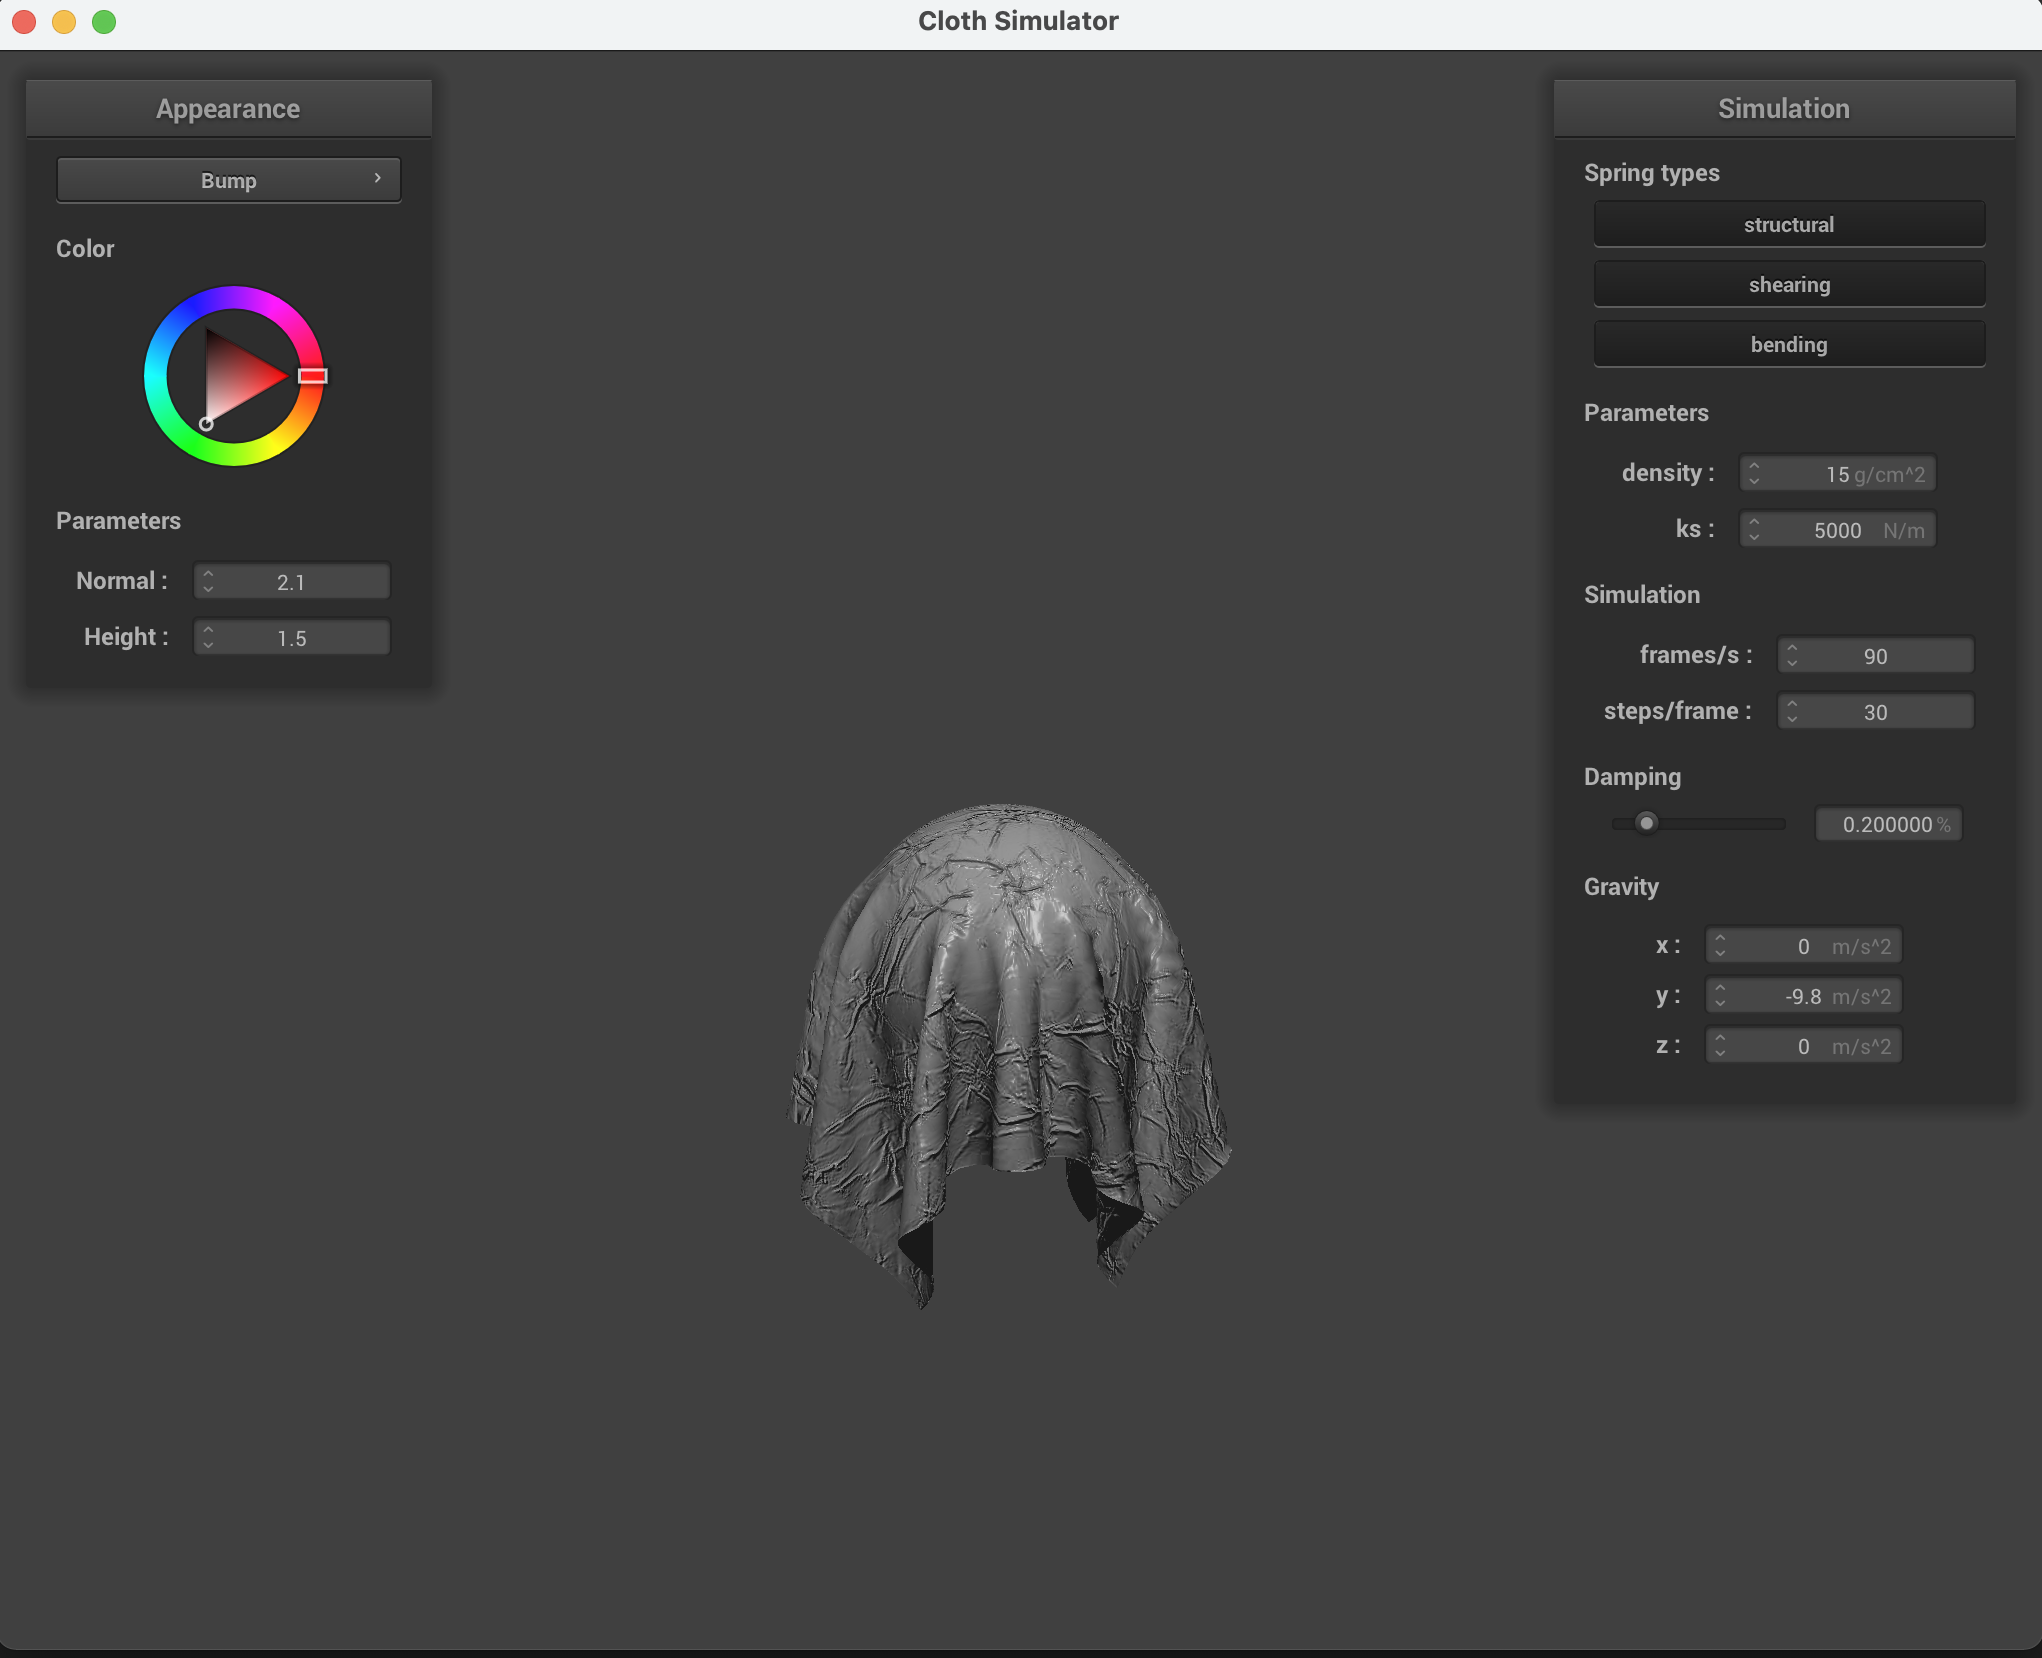 Cloth Simulator
Appearance
Bump
Color
Parameters
Normal : 2.1
Height : 1.5
Simulation
Spring types
structural
shearing
bending
Parameters
density : 15 g/cm^2
ks : 5000 N/m
Simulation
frames/s : 90
steps/frame : 30
Damping
0.200000 %
Gravity
x : 0 m/s^2
y : -9.8 m/s^2
z : 0 m/s^2